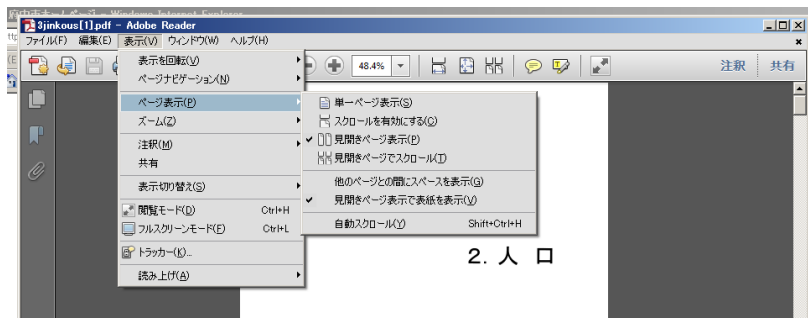 3jinkous[1].pdf - Adobe Reader
ファイル(F) 編集(E) 表示(V) ウィンドウ(W) ヘルプ(H)
48.4%
注釈 共有
表示を回転(V)
ページナビゲーション(N)
ページ表示(P)
ズーム(Z)
注釈(M)
共有
表示切り替え(S)
閲覧モード(D) Ctrl+H
フルスクリーンモード(F) Ctrl+L
トラッカー(K)...
読み上げ(A)
単一ページ表示(S)
スクロールを有効にする(C)
見開きページ表示(P)
見開きページでスクロール(T)
他のページとの間にスペースを表示(G)
見開きページ表示で表紙を表示(V)
自動スクロール(Y) Shift+Ctrl+H
2. 人 口